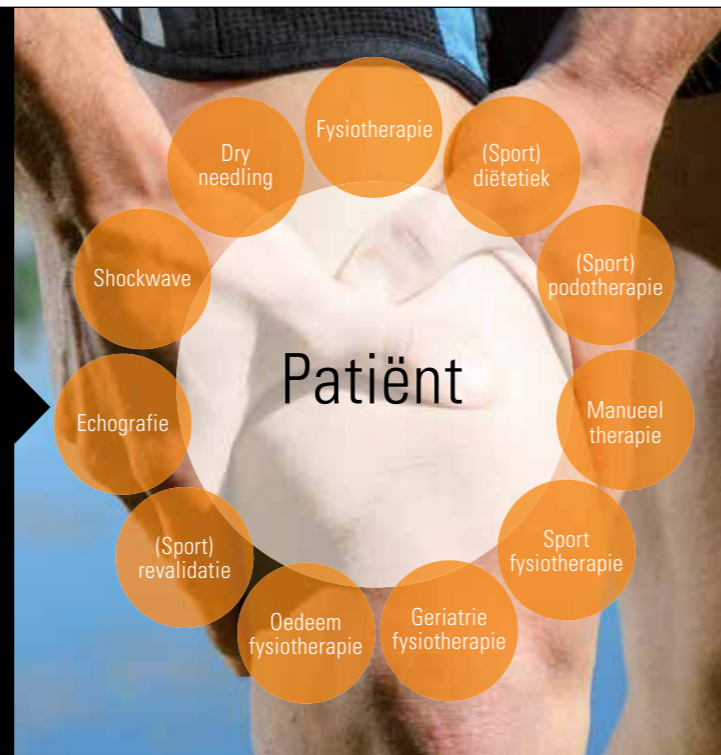 Fysiotherapie
(Sport)
diëtetiek
(Sport)
podotherapie
Manueel
therapie
Sport
fysiotherapie
Geriatrie
fysiotherapie
Oedeem
fysiotherapie
(Sport)
revalidatie
Echografie
Shockwave
Dry
needling
Patiënt